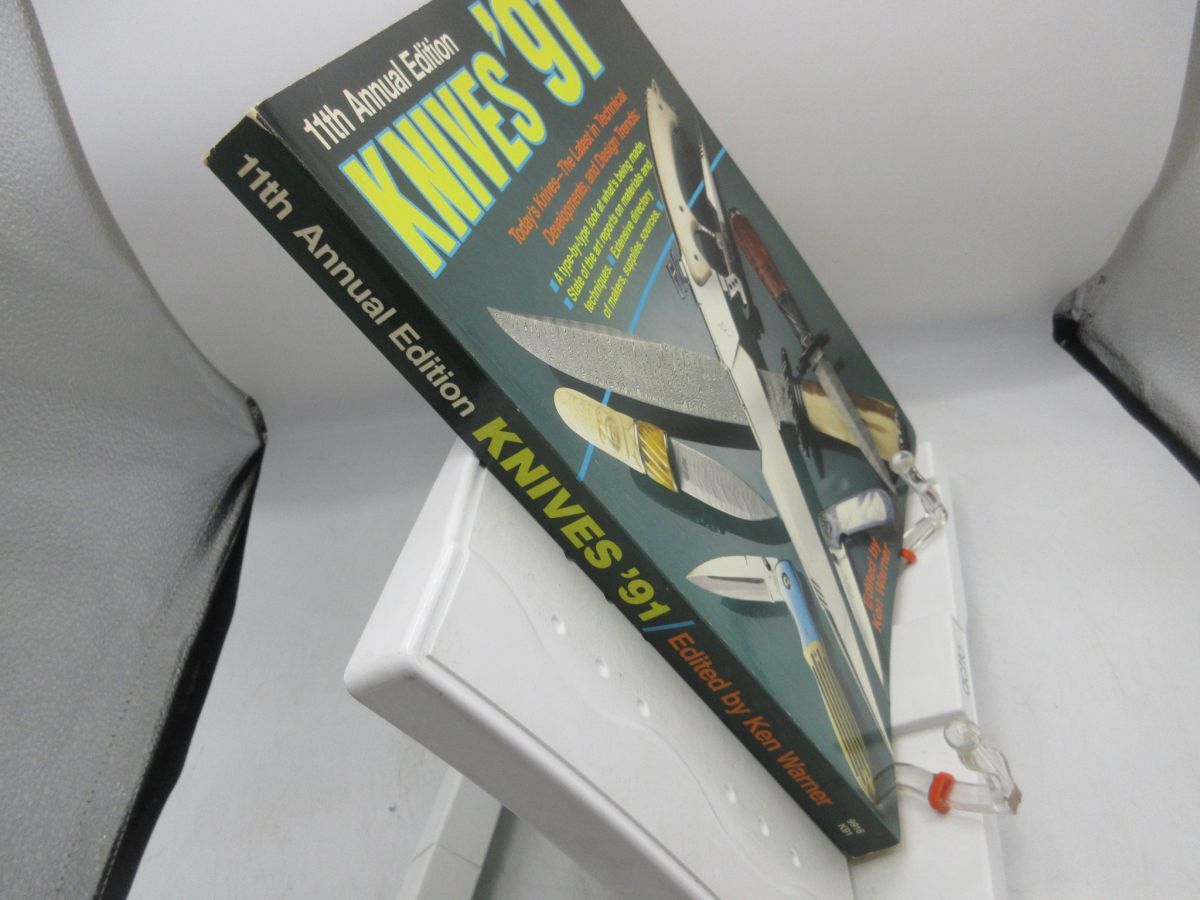 11th Annual Edition
KNIVES '91
Today's Knives—The Latest in Technical
Developments, and Design Trends:
■ A type-by-type look at what's being made.
■ State of the art reports on materials and
techniques. ■ Extensive directory
of makers, supplies, sources. ■
Edited by
Ken Warner
11th Annual Edition KNIVES '91/Edited by Ken Warner
9916
K91